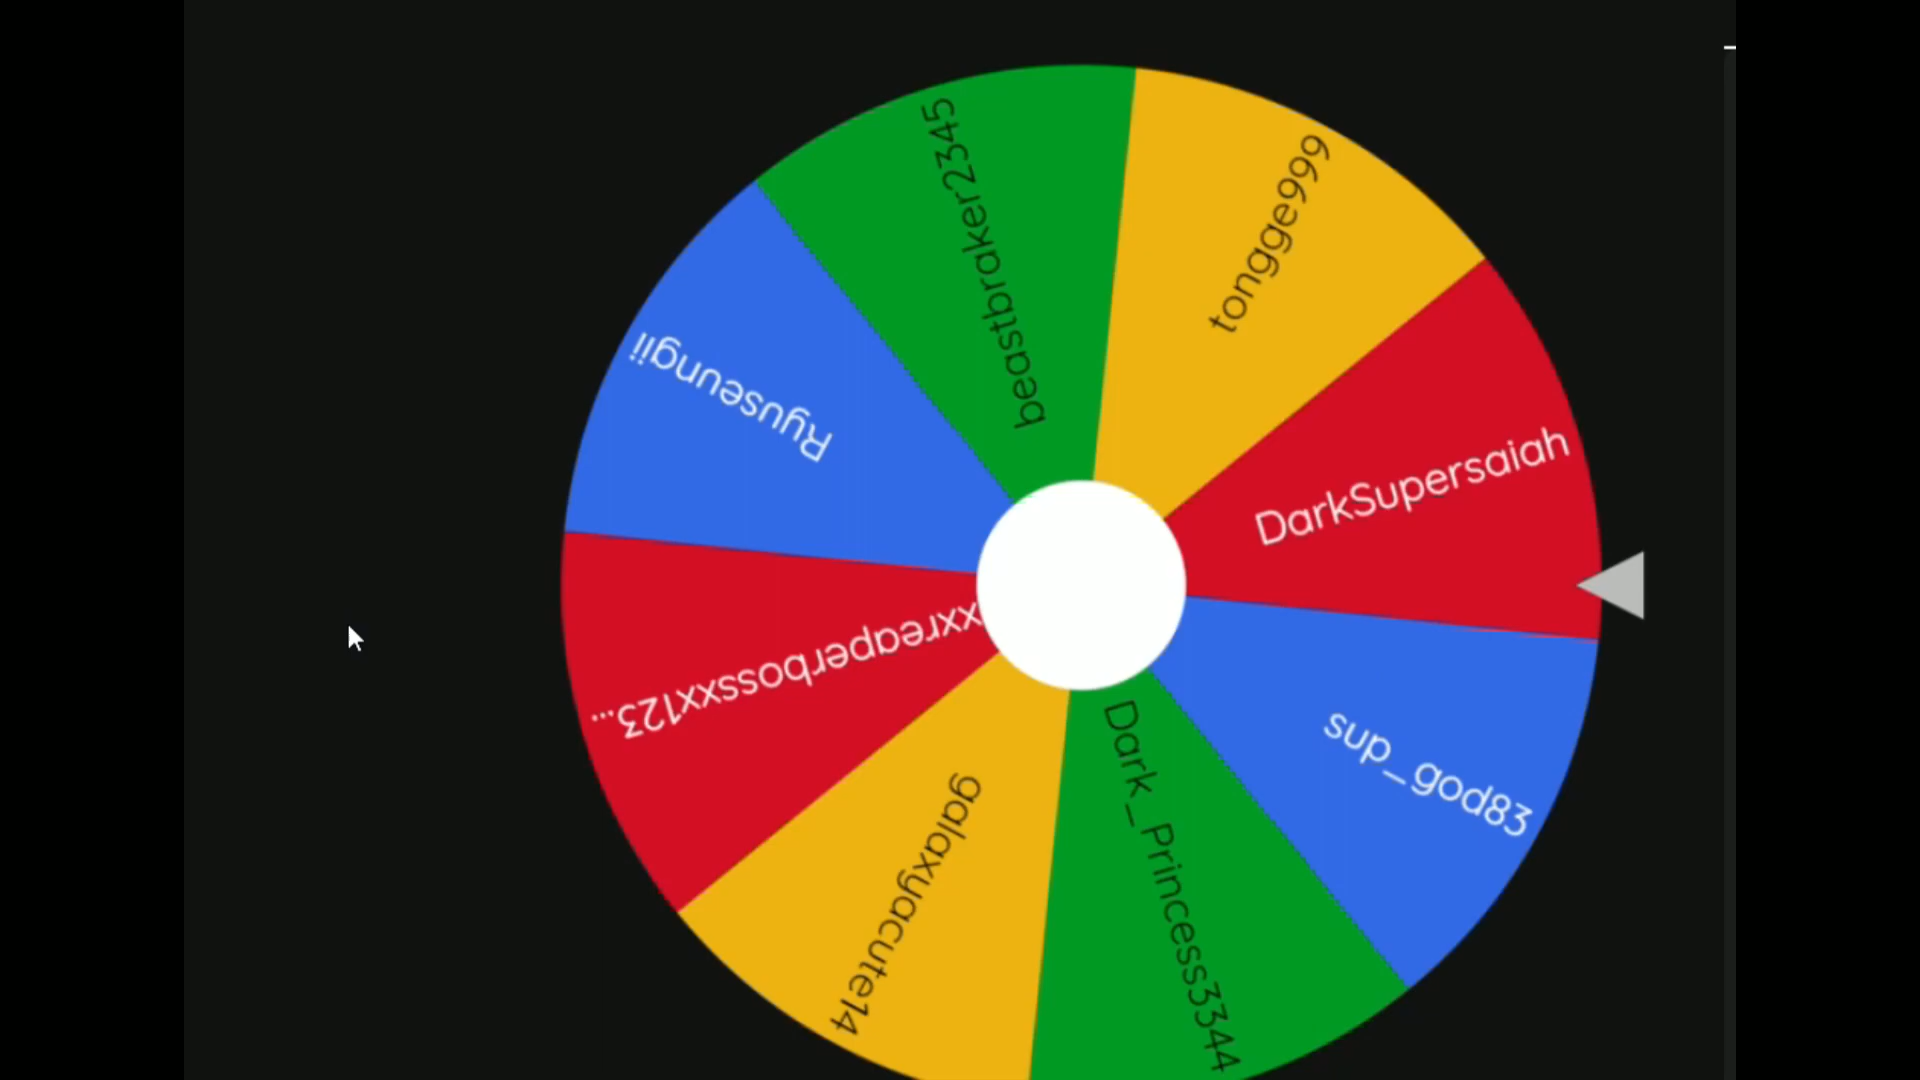 beastbraker2345
tongge999
Ryuseungii
DarkSupersaiah
xxreaperbossxx123...
sup_god83
galaxyacute14
Dark_Princess3344